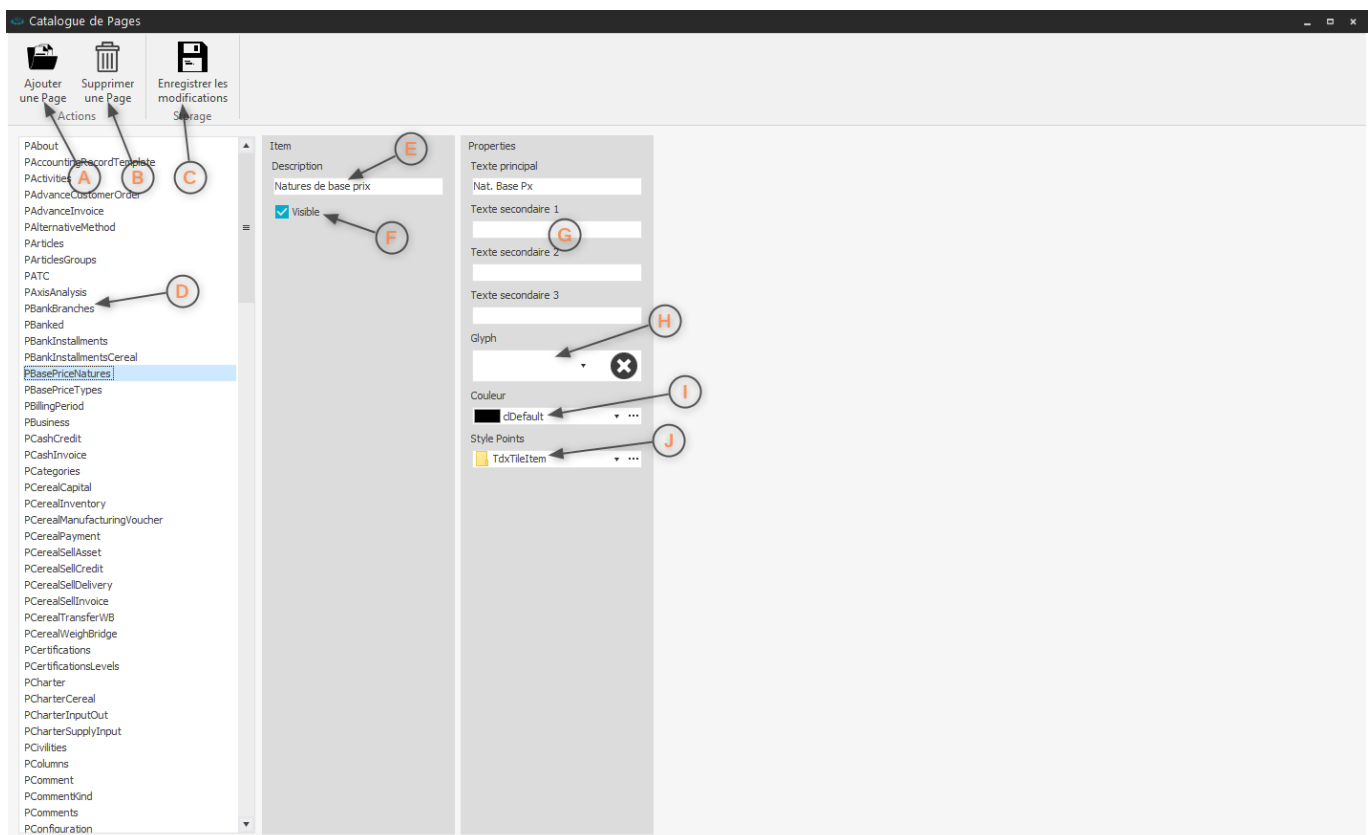 Catalogue de Pages
Ajouter
une Page
Supprimer
une Page
Enregistrer les
modifications
Actions
Storage
A
B
C
PAbout
PAccountingRecordTemplate
PActivities
PAdvanceCustomerOrder
PAdvanceInvoice
PAlternativeMethod
PArticles
PArticlesGroups
PATC
PAxisAnalysis
PBankBranches
PBanked
PBankInstallments
PBankInstallmentsCereal
PBasePriceNatures
PBasePriceTypes
PBillingPeriod
PBusiness
PCashCredit
PCashInvoice
PCategories
PCerealCapital
PCerealInventory
PCerealManufacturingVoucher
PCerealPayment
PCerealSellAsset
PCerealSellCredit
PCerealSellDelivery
PCerealSellInvoice
PCerealTransferWB
PCerealWeighBridge
PCertifications
PCertificationsLevels
PCharter
PCharterCereal
PCharterInputOut
PCharterSupplyInput
PCivilities
PColumns
PComment
PCommentKind
PComments
PConfiguration
D
Item
E
Description
Natures de base prix
Visible
F
Properties
Texte principal
Nat. Base Px
Texte secondaire 1
G
Texte secondaire 2
Texte secondaire 3
H
Glyph
Couleur
I
clDefault
Style Points
J
TdxTileItem